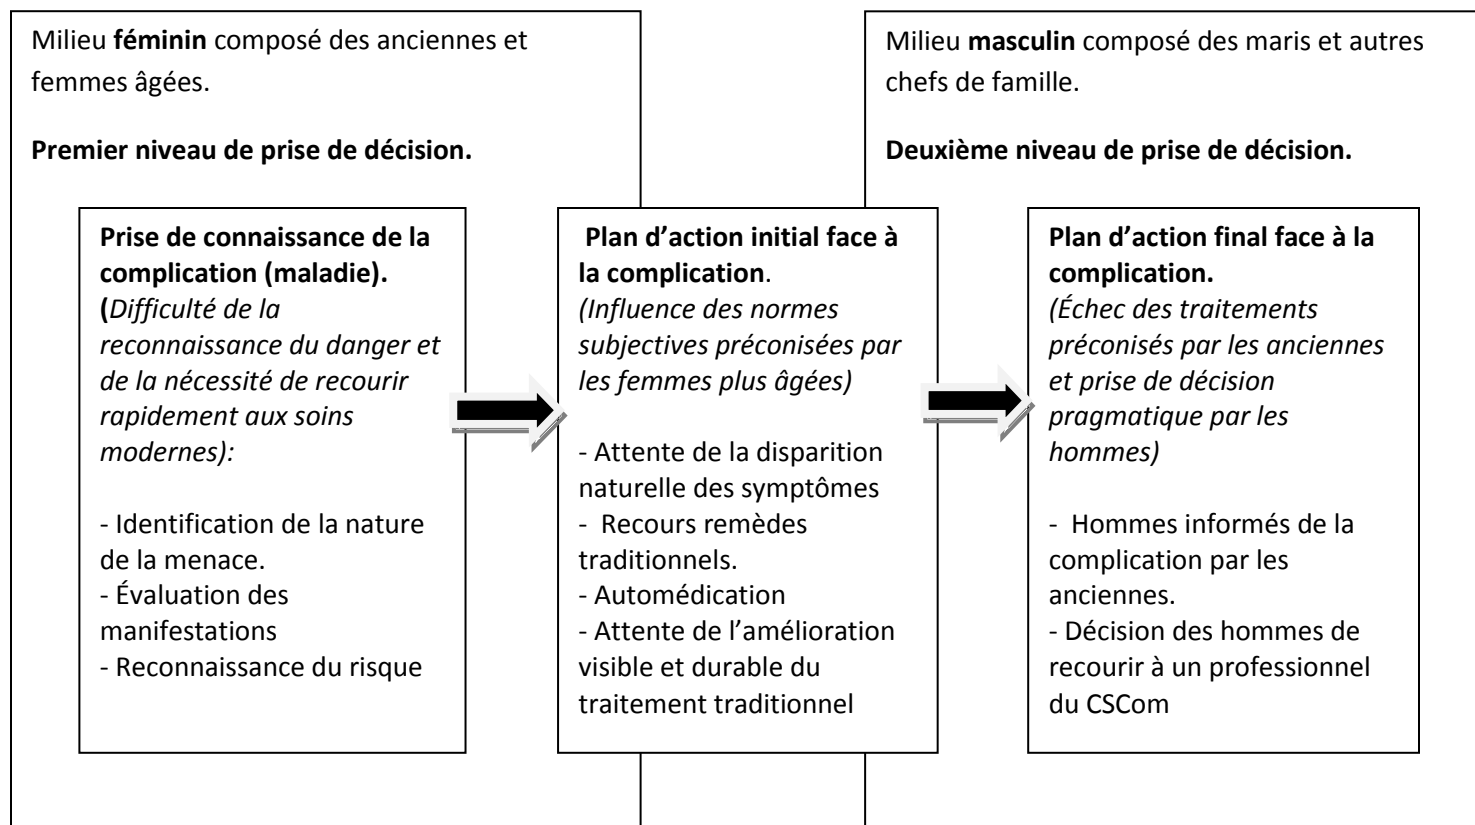 Milieu féminin composé des anciennes et
femmes âgées.
Premier niveau de prise de décision.
Milieu masculin composé des maris et autres
chefs de famille.
Deuxième niveau de prise de décision.
Prise de connaissance de la
complication (maladie).
(Difficulté de la
reconnaissance du danger et
de la nécessité de recourir
rapidement aux soins
modernes):
- Identification de la nature
de la menace.
- Évaluation des
manifestations
- Reconnaissance du risque
Plan d’action initial face à
la complication.
(Influence des normes
subjectives préconisées par
les femmes plus âgées)
- Attente de la disparition
naturelle des symptômes
- Recours remèdes
traditionnels.
- Automédication
- Attente de l’amélioration
visible et durable du
traitement traditionnel
Plan d’action final face à la
complication.
(Échec des traitements
préconisés par les anciennes
et prise de décision
pragmatique par les
hommes)
- Hommes informés de la
complication par les
anciennes.
- Décision des hommes de
recourir à un professionnel
du CSCom